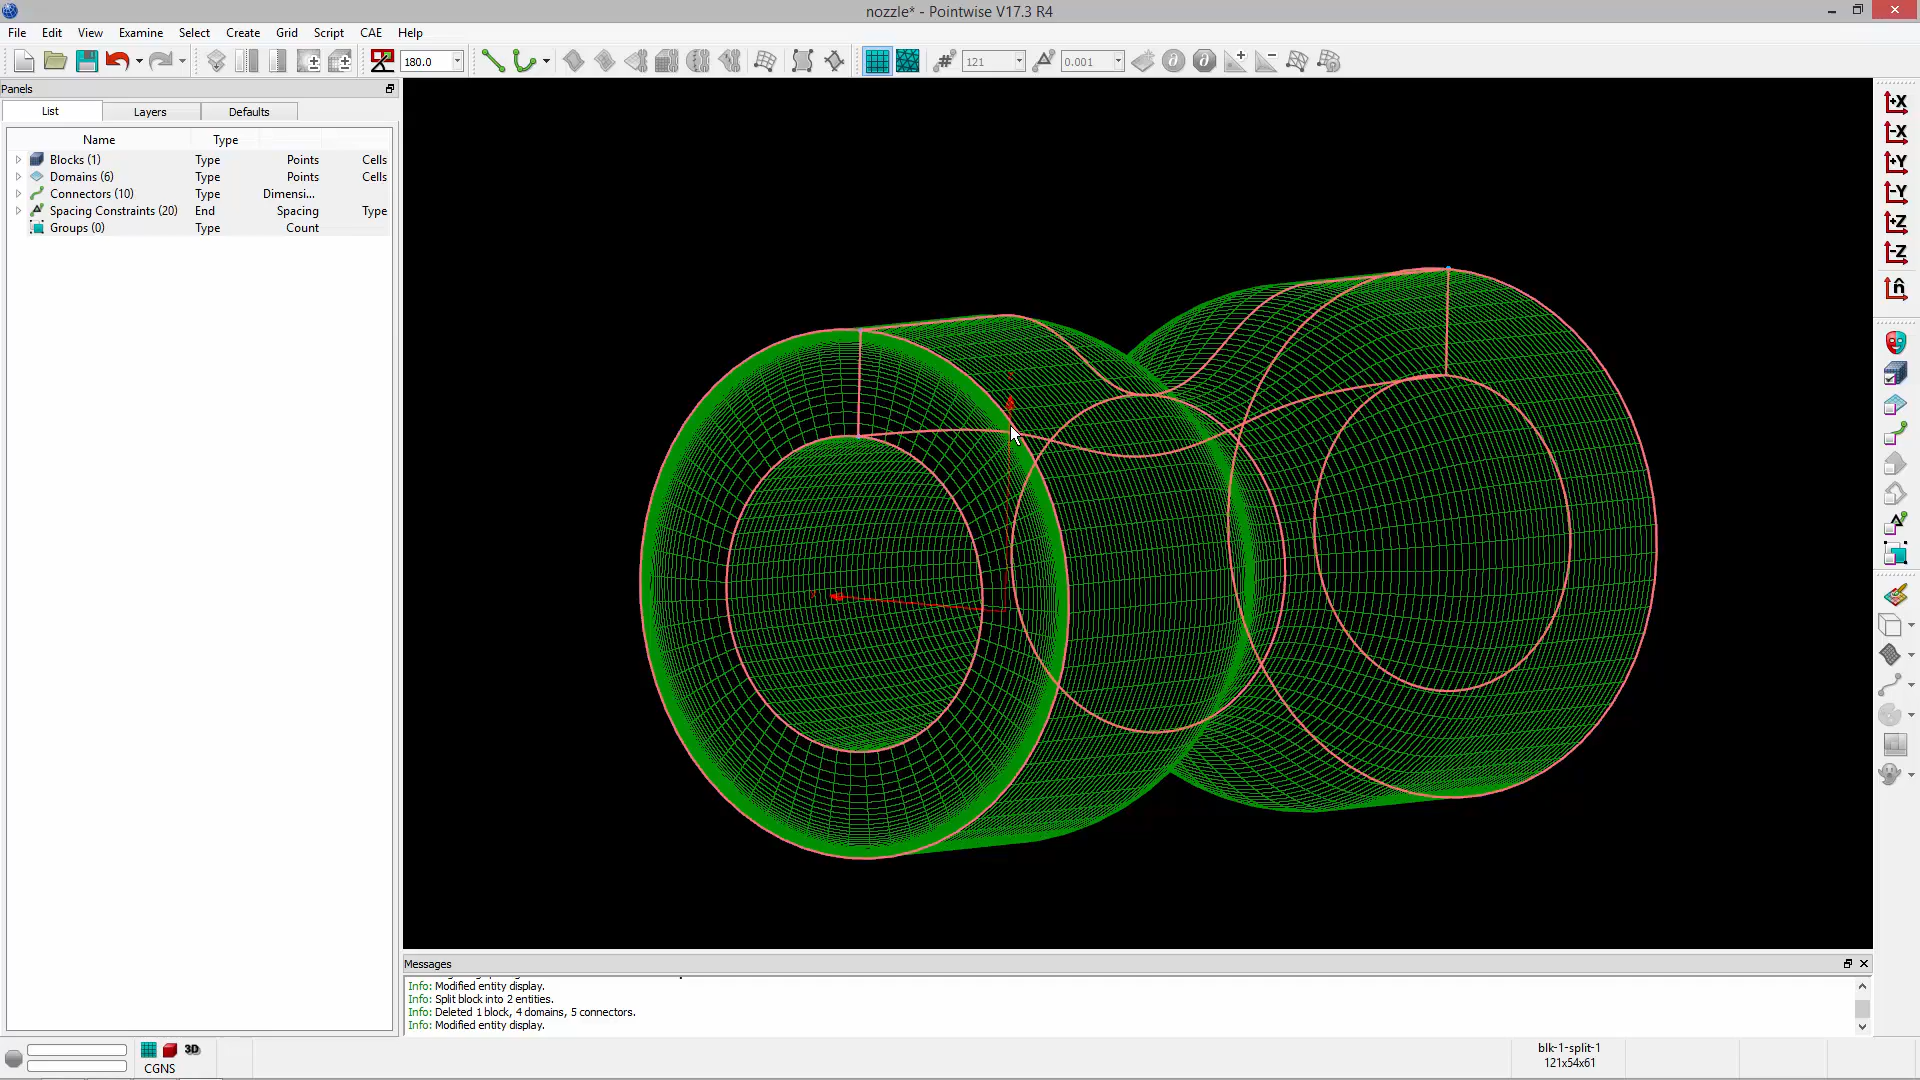 nozzle* - Pointwise V17.3 R4
File Edit View Examine Select Create Grid Script CAE Help
180.0
121
0.001
Panels
List Layers Defaults
Name Type
Blocks (1) Type Points Cells
Domains (6) Type Points Cells
Connectors (10) Type Dimensi...
Spacing Constraints (20) End Spacing Type
Groups (0) Type Count
+X
-X
+Y
-Y
+Z
-Z
n̂
Messages
Info: Modified entity display.
Info: Split block into 2 entities.
Info: Deleted 1 block, 4 domains, 5 connectors.
Info: Modified entity display.
3D
CGNS
blk-1-split-1
121x54x61